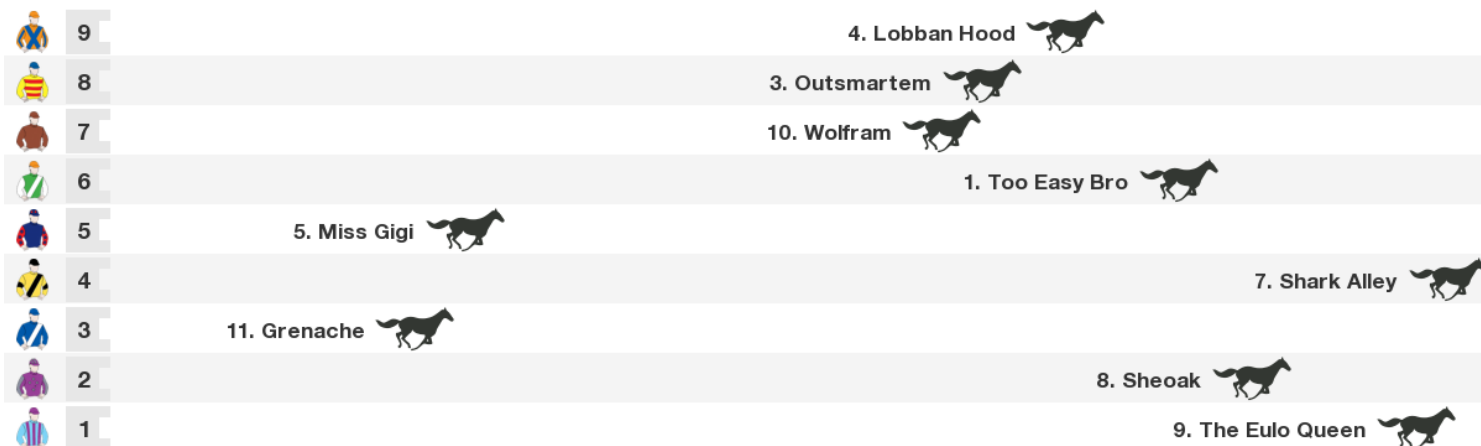 9 4. Lobban Hood
8 3. Outsmartem
7 10. Wolfram
6 1. Too Easy Bro
5 5. Miss Gigi
4 7. Shark Alley
3 11. Grenache
2 8. Sheoak
1 9. The Eulo Queen